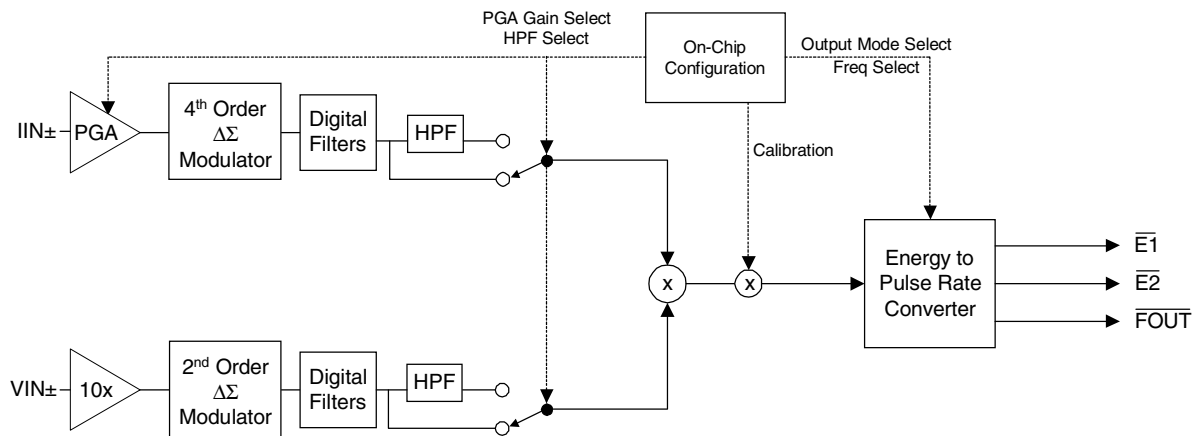 PGA Gain Select
HPF Select
On-Chip
Configuration
Output Mode Select
Freq Select
IIN±
PGA
4th Order
ΔΣ
Modulator
Digital
Filters
HPF
Calibration
x
x
Energy to
Pulse Rate
Converter
E1
E2
FOUT
VIN±
10x
2nd Order
ΔΣ
Modulator
Digital
Filters
HPF